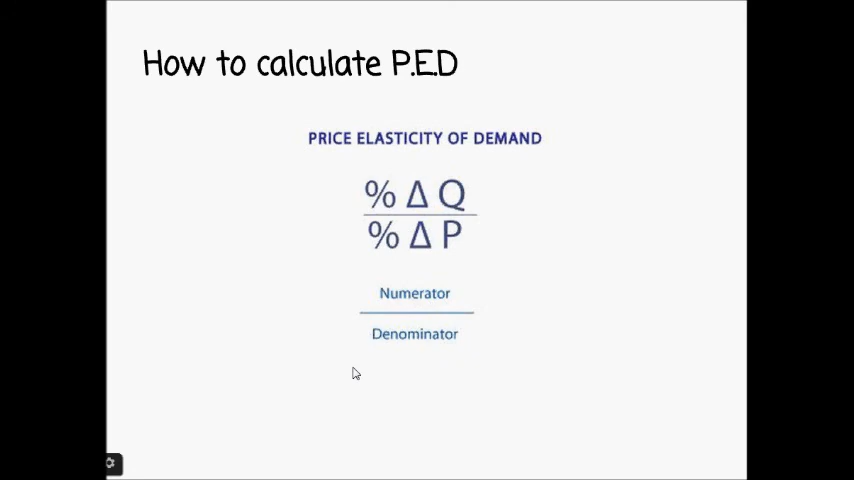 How to calculate P.E.D
PRICE ELASTICITY OF DEMAND
% Δ Q
% Δ P
Numerator
Denominator